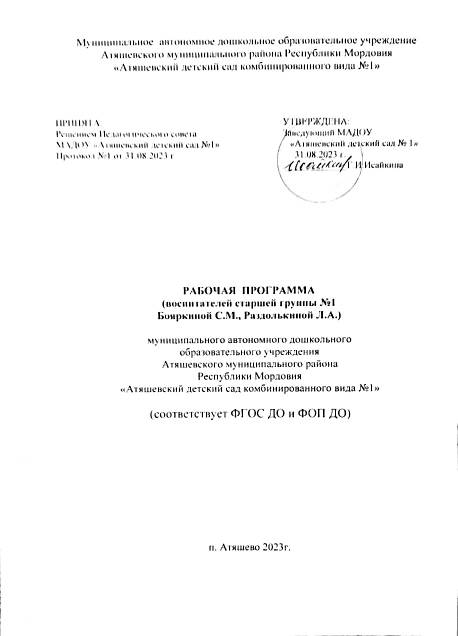 Муниципальное автономное дошкольное образовательное учреждение
Атяшевского муниципального района Республики Мордовия
«Атяшевский детский сад комбинированного вида №1»
ПРИНЯТА:
Решением Педагогического совета
МАДОУ «Атяшевский детский сад №1»
Протокол №1 от 31.08.2023 г
УТВЕРЖДЕНА:
Заведующий МАДОУ
«Атяшевский детский сад № 1»
31.08.2023 г.
И.Исайкина
РАБОЧАЯ ПРОГРАММА
(воспитателей старшей группы №1
Бояркиной С.М., Раздолькиной Л.А.)
муниципального автономного дошкольного
образовательного учреждения
Атяшевского муниципального района
Республики Мордовия
«Атяшевский детский сад комбинированного вида №1»
(соответствует ФГОС ДО и ФОП ДО)
п. Атяшево 2023г.